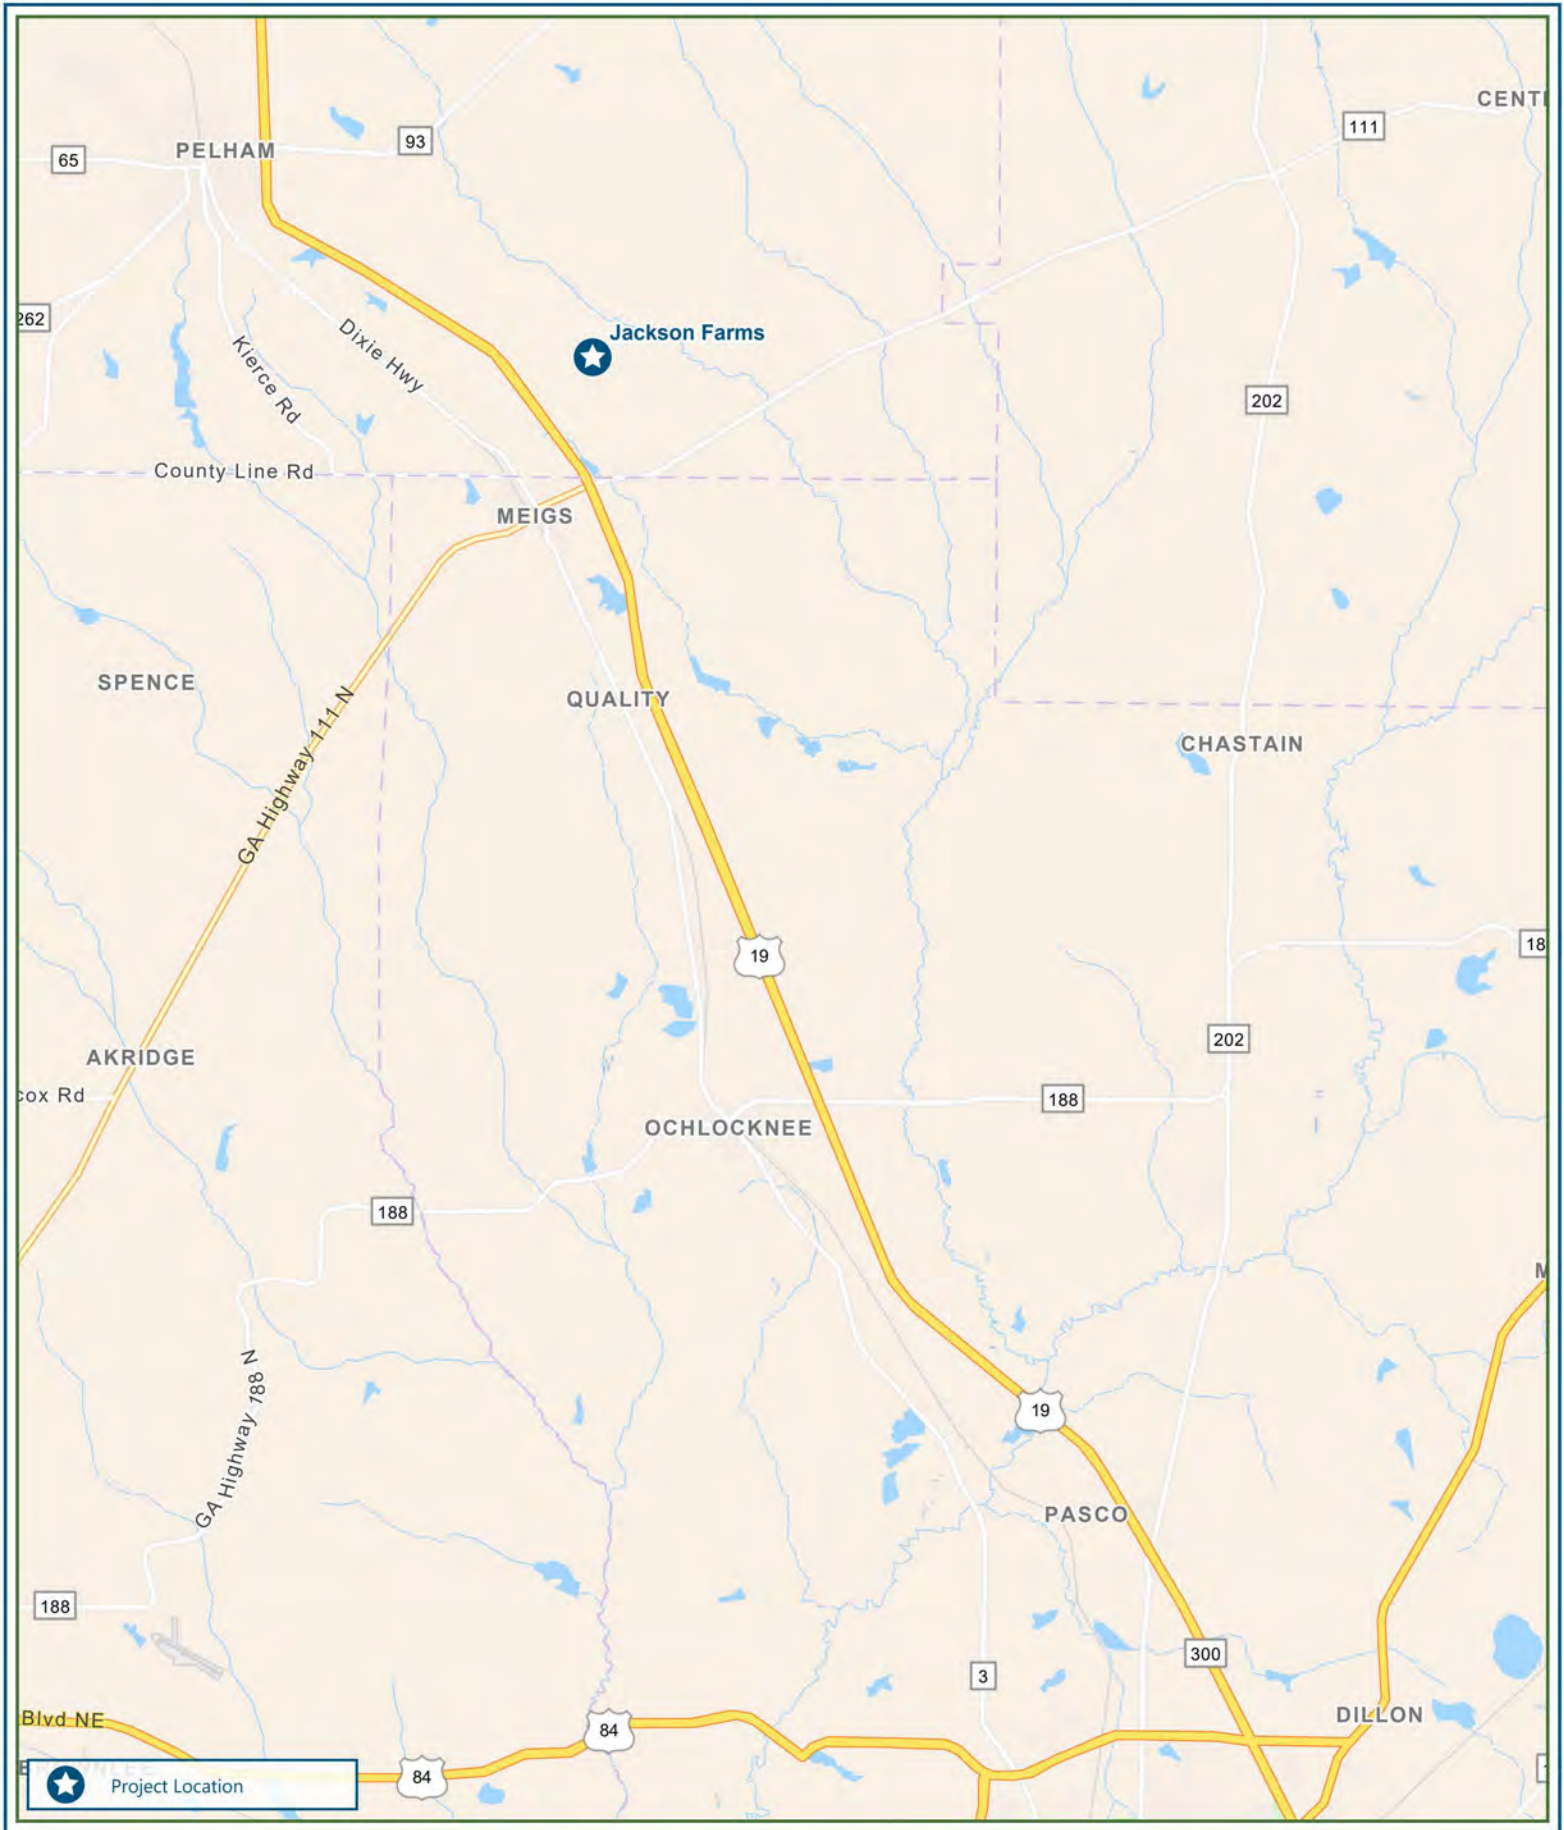 CENT
111
93
PELHAM
65
262
Jackson Farms
Dixie Hwy
Kierce Rd
202
County Line Rd
MEIGS
SPENCE
QUALITY
GA Highway 111 N
CHASTAIN
19
18
202
AKRIDGE
cox Rd
188
OCHLOCKNEE
188
GA Highway 188 N
19
PASCO
188
300
3
DILLON
Blvd NE
84
84
Project Location